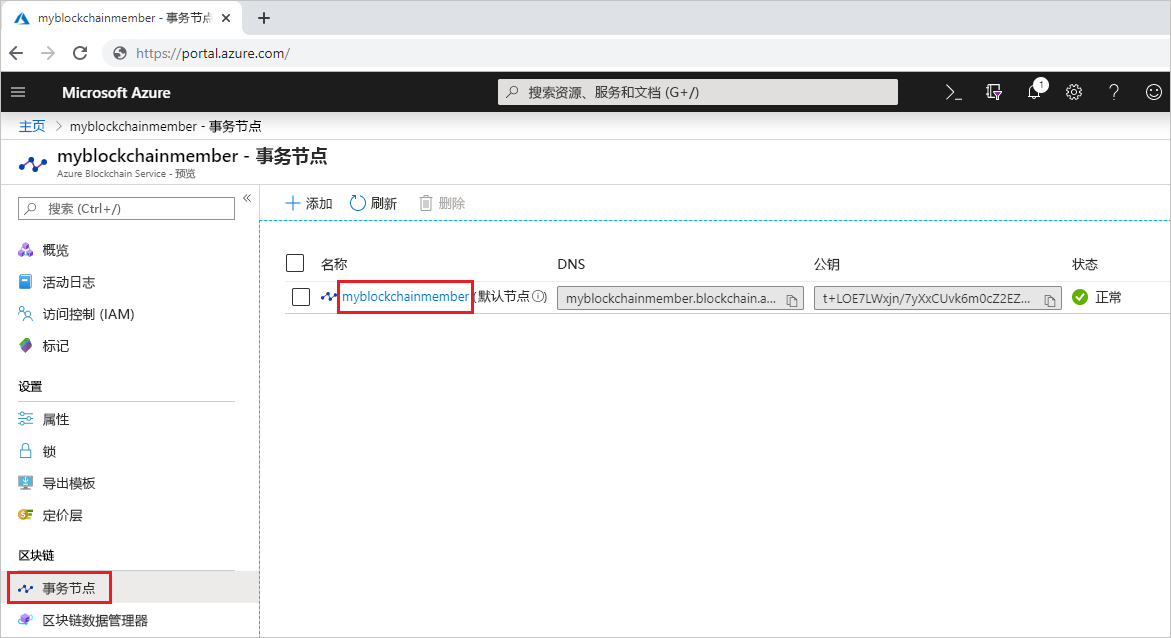 myblockchainmember - 事务节点
https://portal.azure.com/
Microsoft Azure
搜索资源、服务和文档 (G+/)
1
主页 > myblockchainmember - 事务节点
myblockchainmember - 事务节点
Azure Blockchain Service - 预览
搜索 (Ctrl+/)
概览
活动日志
访问控制 (IAM)
标记
设置
属性
锁
导出模板
定价层
区块链
事务节点
区块链数据管理器
添加 刷新 删除
名称 DNS 公钥 状态
myblockchainmember (默认节点 myblockchainmember.blockchain.a... t+LOE7LWxjn/7yXxCUvk6m0cZ2EZ... 正常